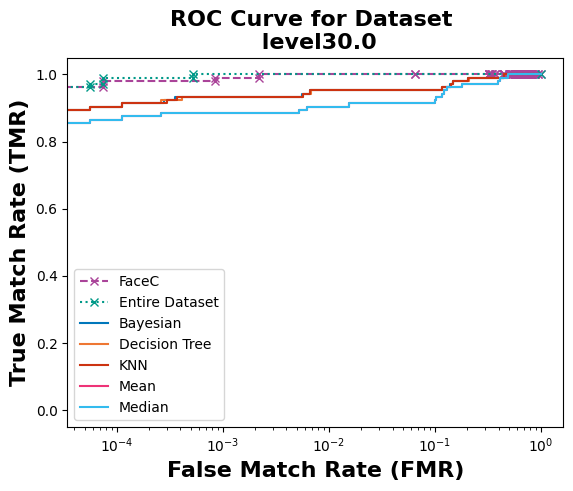 ROC Curve for Dataset
level30.0
True Match Rate (TMR)
1.0
0.8
0.6
0.4
0.2
0.0
FaceC
Entire Dataset
Bayesian
Decision Tree
KNN
Mean
Median
10⁻⁴ 10⁻³ 10⁻² 10⁻¹ 10⁰
False Match Rate (FMR)